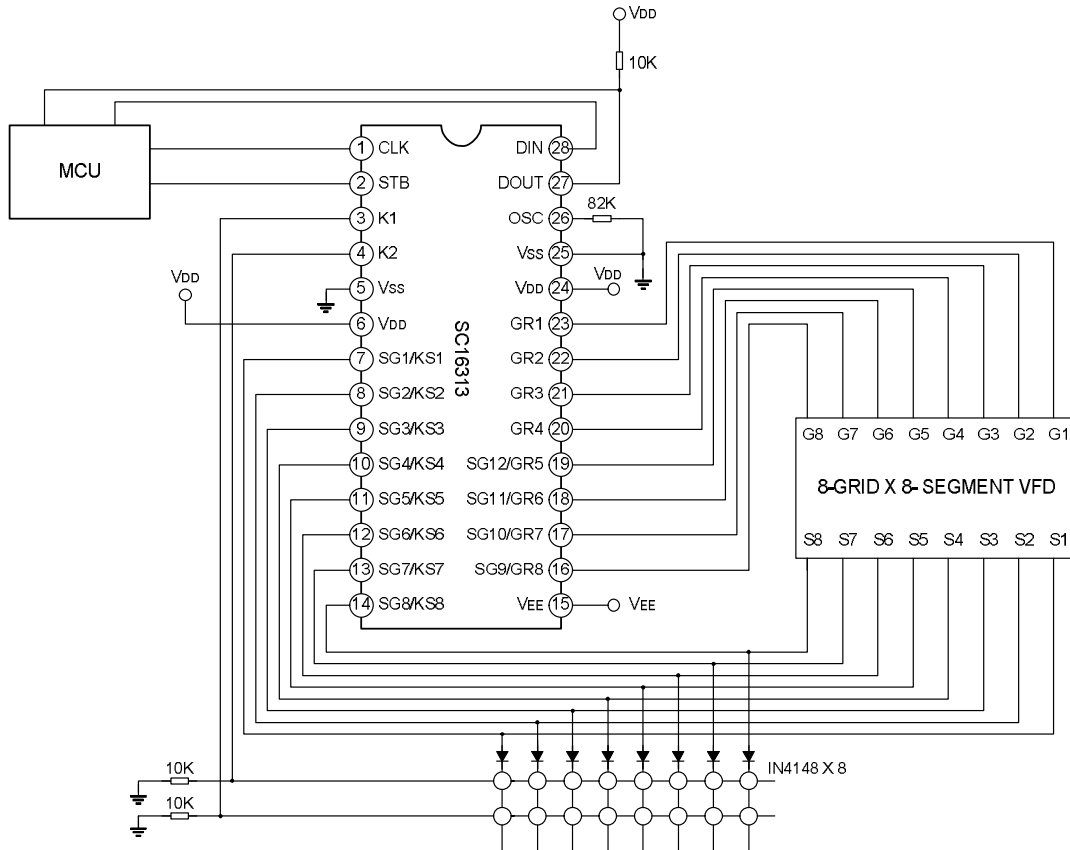 VDD
10K
MCU
1 CLK DIN 28
2 STB DOUT 27
82K
3 K1 OSC 26
4 K2 VSS 25
VDD
VDD
5 VSS VDD 24
6 VDD GR1 23
SC16313
7 SG1/KS1 GR2 22
8 SG2/KS2 GR3 21
9 SG3/KS3 GR4 20
10 SG4/KS4 SG12/GR5 19
11 SG5/KS5 SG11/GR6 18
12 SG6/KS6 SG10/GR7 17
13 SG7/KS7 SG9/GR8 16
14 SG8/KS8 VEE 15 VEE
G8 G7 G6 G5 G4 G3 G2 G1
8-GRID X 8- SEGMENT VFD
S8 S7 S6 S5 S4 S3 S2 S1
10K
IN4148 X 8
10K